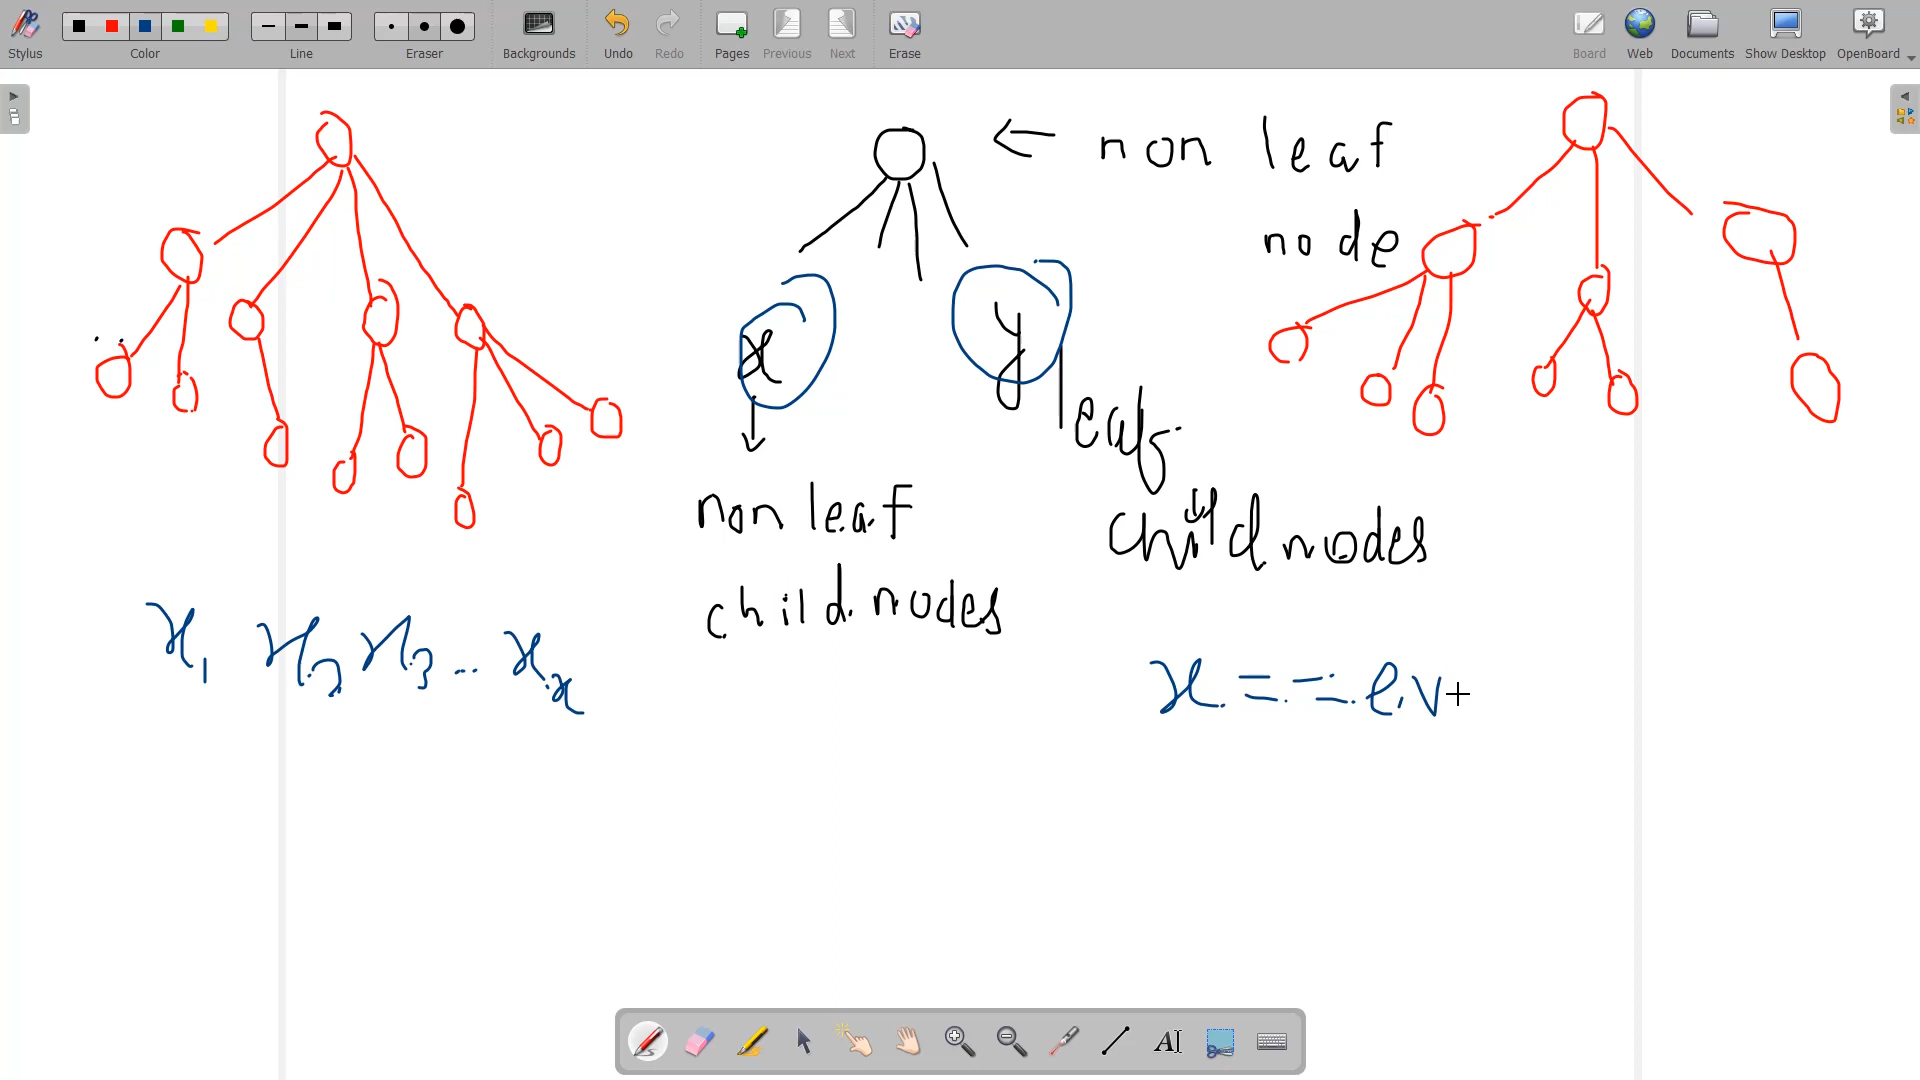 Stylus
Color
Line
Eraser
Backgrounds
Undo
Redo
Pages
Previous
Next
Erase
Board
Web
Documents
Show Desktop
OpenBoard
← non leaf
node
x
y
leaf
non leaf
child nodes
child nodes
x₁ x₂ x₃ ... xₓ
x == ev